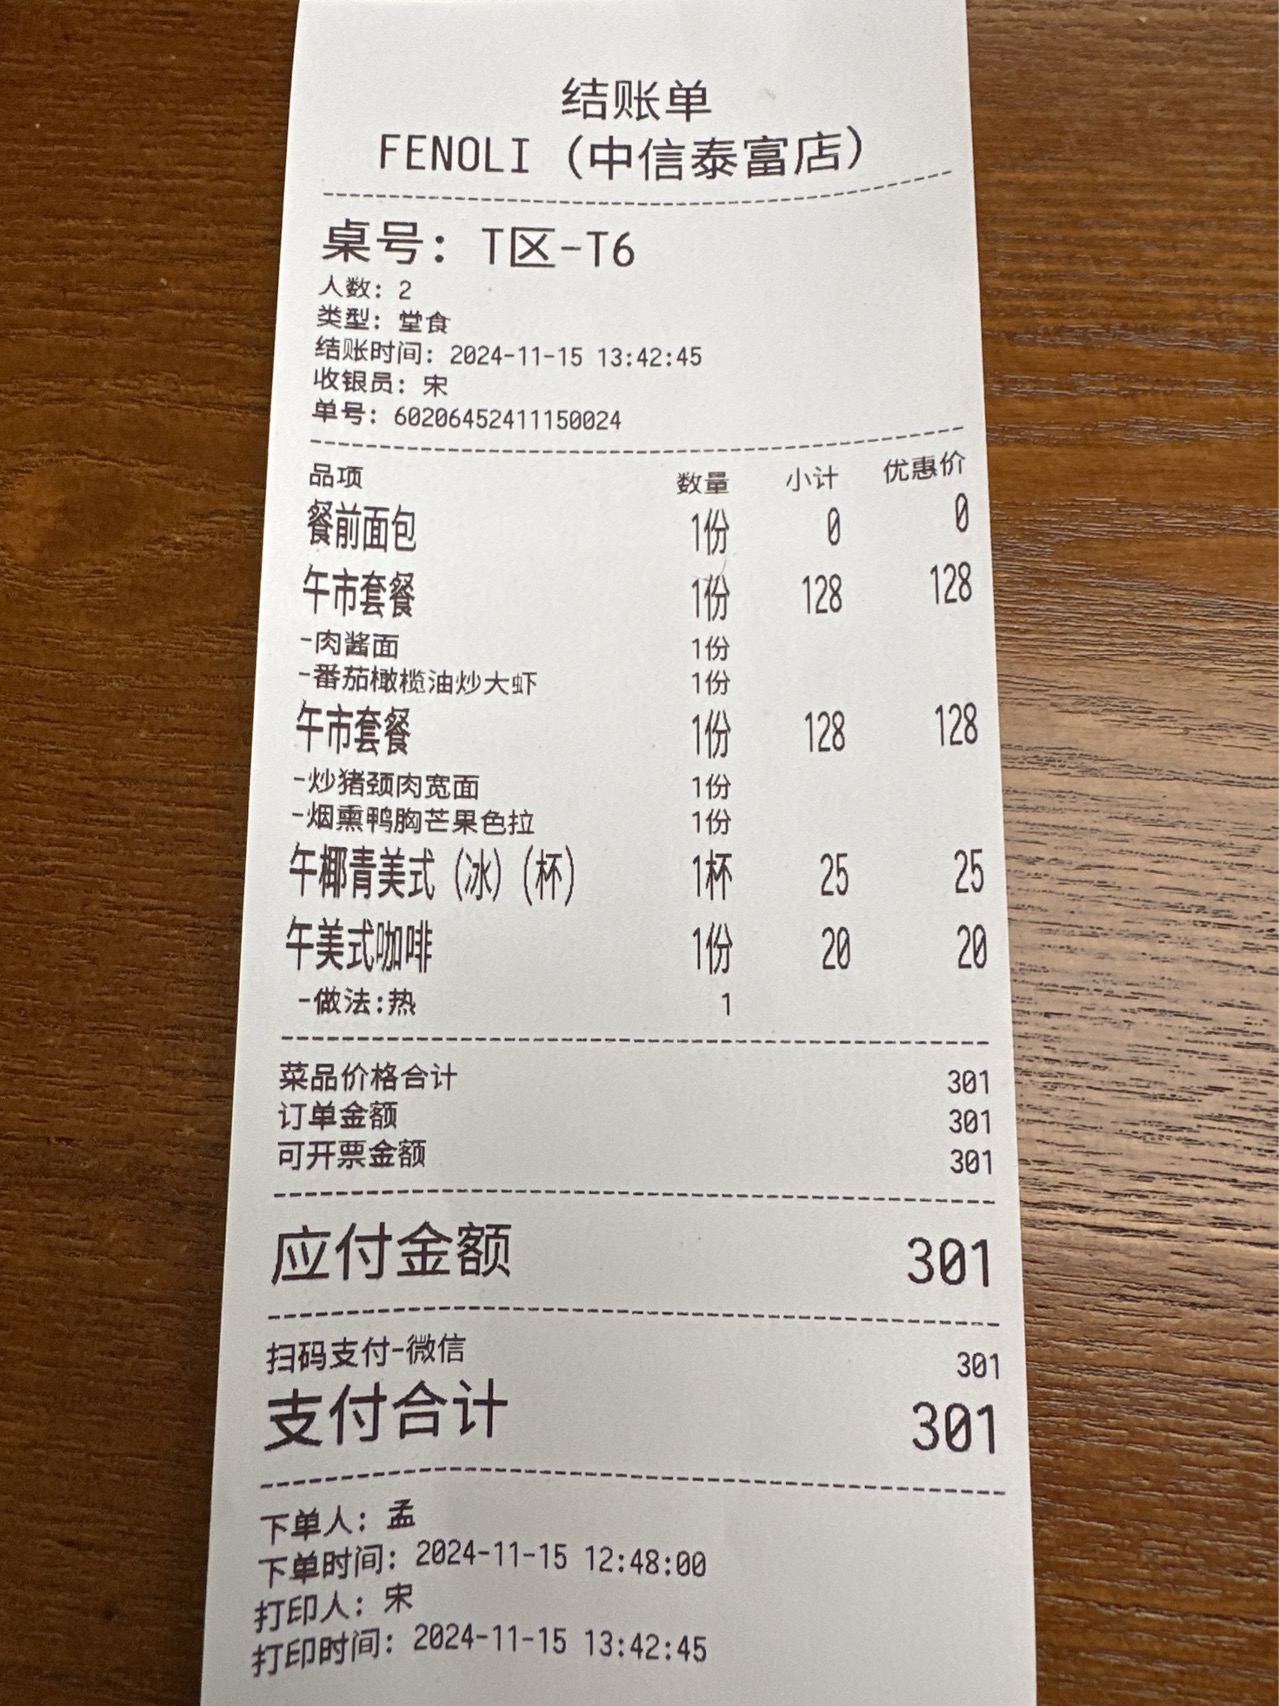 结账单
FENOLI（中信泰富店）
桌号：T区-T6
人数：2
类型：堂食
结账时间：2024-11-15 13:42:45
收银员：宋
单号：60206452411150024
品项 数量 小计 优惠价
餐前面包 1份 0 0
午市套餐 1份 128 128
-肉酱面 1份
-番茄橄榄油炒大虾 1份
午市套餐 1份 128 128
-炒猪颈肉宽面 1份
-烟熏鸭胸芒果色拉 1份
午椰青美式（冰）（杯） 1杯 25 25
午美式咖啡 1份 20 20
-做法:热 1
菜品价格合计 301
订单金额 301
可开票金额 301
应付金额 301
扫码支付-微信 301
支付合计 301
下单人：孟
下单时间：2024-11-15 12:48:00
打印人：宋
打印时间：2024-11-15 13:42:45